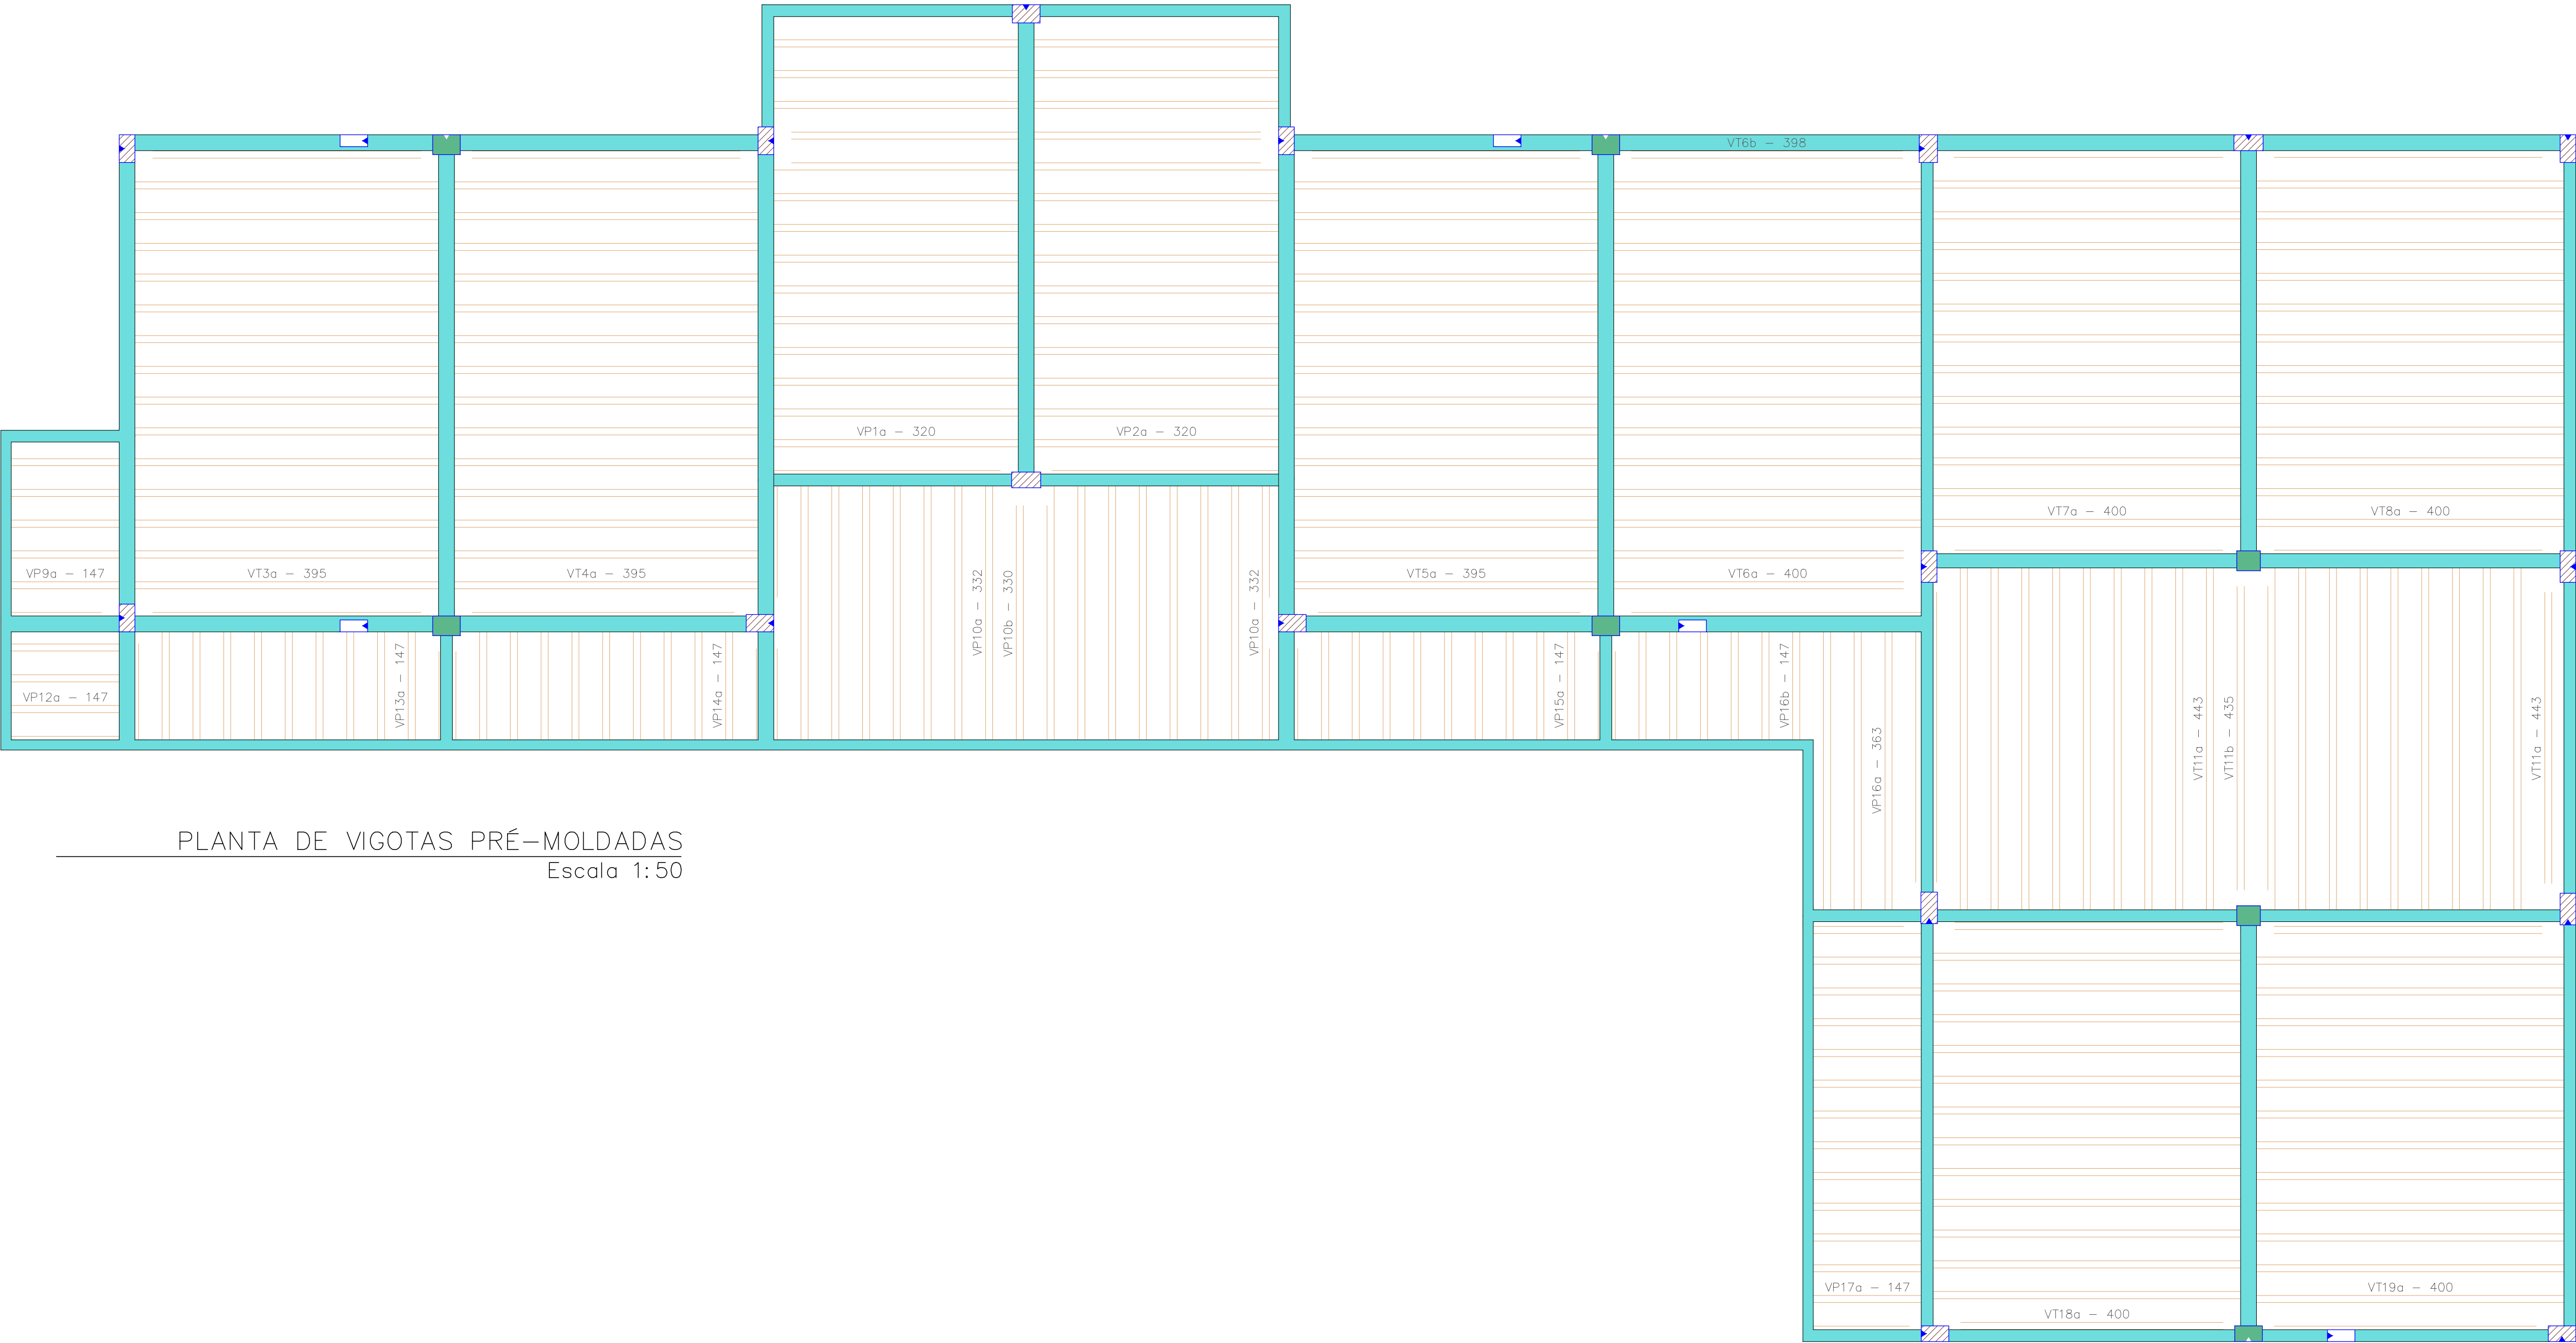 VT6b - 398
VP1a - 320
VP2a - 320
VT7a - 400
VT8a - 400
VP9a - 147
VT3a - 395
VT4a - 395
VP10a - 332
VP10b - 330
VP10a - 332
VT5a - 395
VT6a - 400
VP12a - 147
VP13a - 147
VP14a - 147
VP15a - 147
VP16b - 147
VP16a - 363
VT11a - 443
VT11b - 435
VT11a - 443
PLANTA DE VIGOTAS PRÉ-MOLDADAS
Escala 1:50
VP17a - 147
VT18a - 400
VT19a - 400